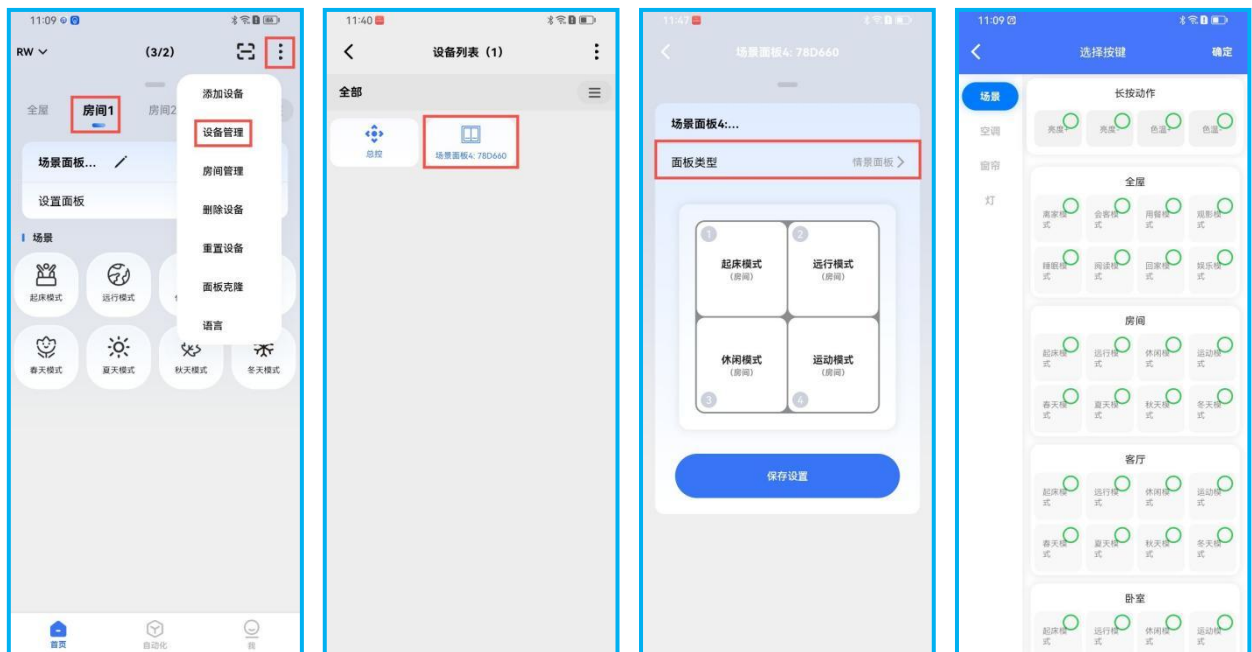 11:09
RW
(3/2)
全屋
房间1
房间2
添加设备
设备管理
房间管理
删除设备
重置设备
面板克隆
语言
场景面板...
设置面板
场景
起床模式
远行模式
春天模式
夏天模式
秋天模式
冬天模式
首页
自动化
我
11:40
设备列表（1）
全部
总控
场景面板4: 78D660
11:47
场景面板4: 78D660
场景面板4:...
面板类型
情景面板
1
2
起床模式
(房间)
远行模式
(房间)
休闲模式
(房间)
运动模式
(房间)
3
4
保存设置
11:09
选择按键
确定
场景
空调
窗帘
灯
长按动作
亮度+
亮度-
色温+
色温-
全屋
离家模式
会客模式
用餐模式
观影模式
睡眠模式
阅读模式
回家模式
娱乐模式
房间
起床模式
远行模式
休闲模式
运动模式
春天模式
夏天模式
秋天模式
冬天模式
客厅
起床模式
远行模式
休闲模式
运动模式
春天模式
夏天模式
秋天模式
冬天模式
卧室
起床模式
远行模式
休闲模式
运动模式